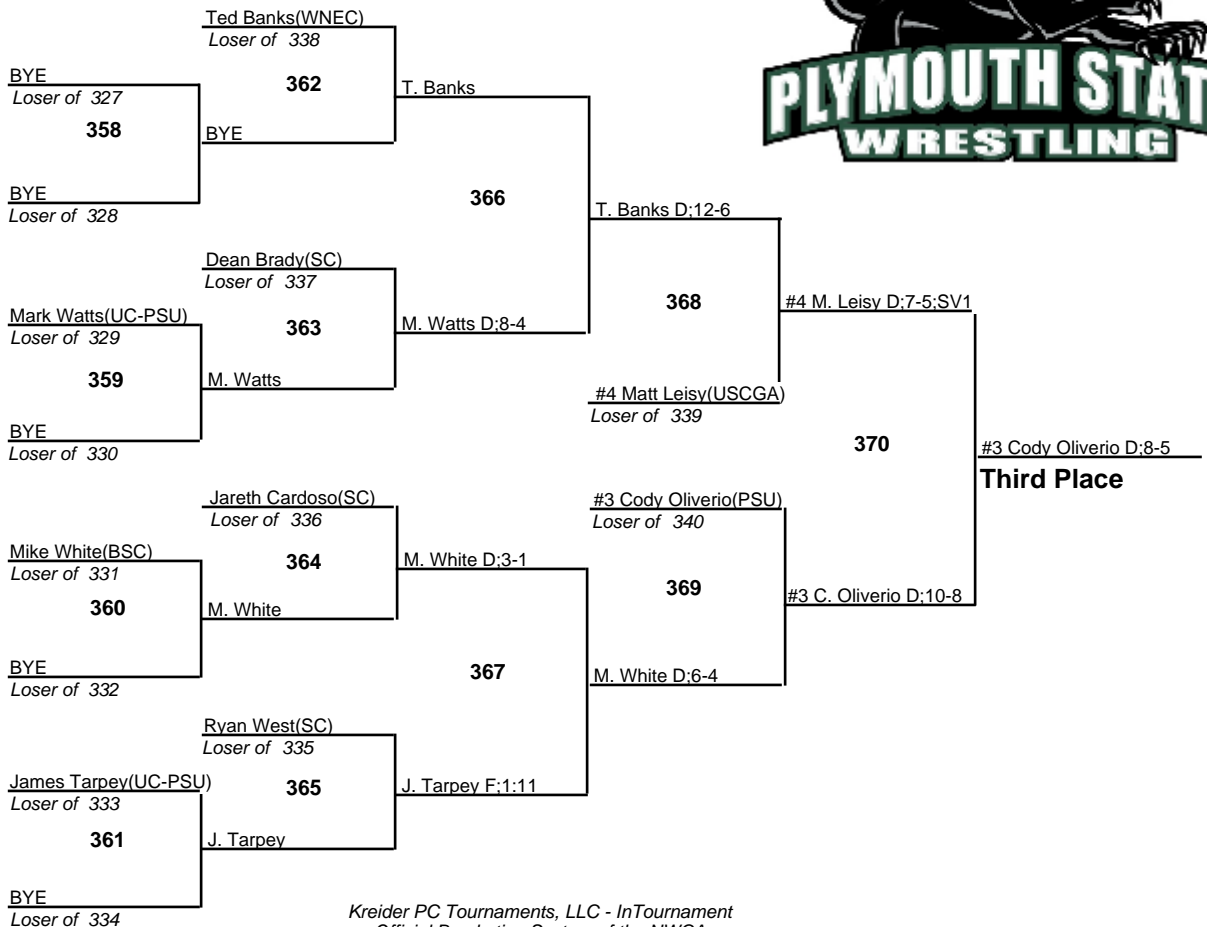 Ted Banks(WNEC)
Loser of 338
BYE
Loser of 327
362
T. Banks
358
BYE
BYE
Loser of 328
366
T. Banks D;12-6
Dean Brady(SC)
Loser of 337
Mark Watts(UC-PSU)
Loser of 329
363
M. Watts D;8-4
368
#4 M. Leisy D;7-5;SV1
359
M. Watts
#4 Matt Leisy(USCGA)
Loser of 339
BYE
Loser of 330
370
#3 Cody Oliverio D;8-5
Third Place
Jareth Cardoso(SC)
Loser of 336
#3 Cody Oliverio(PSU)
Loser of 340
Mike White(BSC)
Loser of 331
364
M. White D;3-1
369
#3 C. Oliverio D;10-8
360
M. White
BYE
Loser of 332
367
M. White D;6-4
Ryan West(SC)
Loser of 335
James Tarpey(UC-PSU)
Loser of 333
365
J. Tarpey F;1:11
361
J. Tarpey
BYE
Loser of 334
PLYMOUTH STAT
WRESTLING
Kreider PC Tournaments, LLC - InTournament